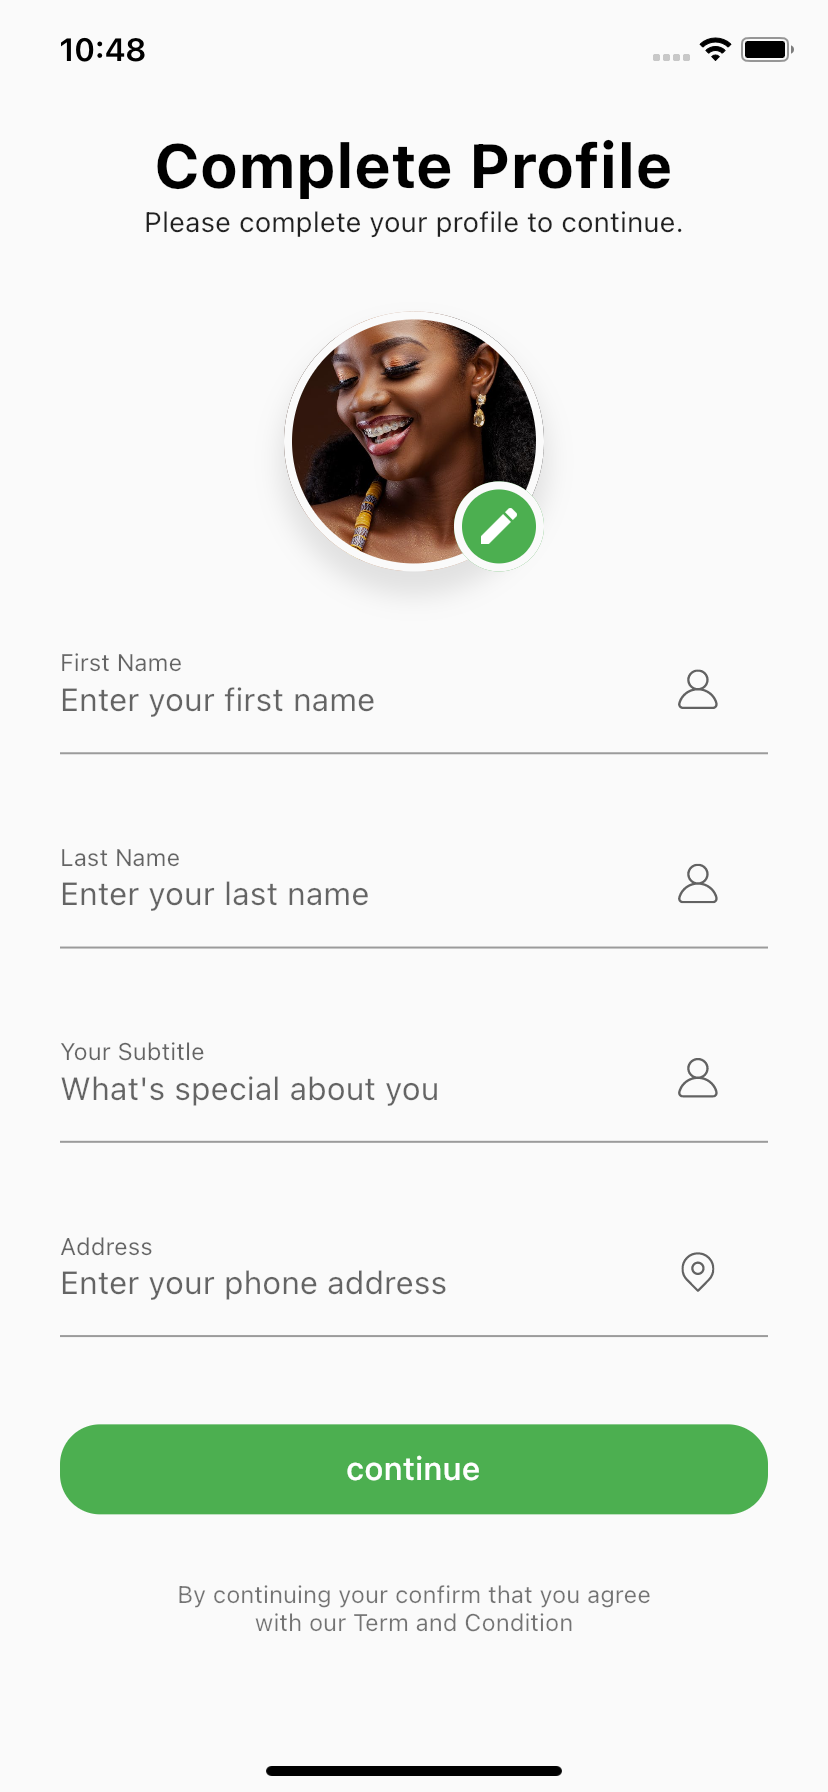 10:48
Complete Profile
Please complete your profile to continue.
First Name
Enter your first name
Last Name
Enter your last name
Your Subtitle
What's special about you
Address
Enter your phone address
continue
By continuing your confirm that you agree
with our Term and Condition